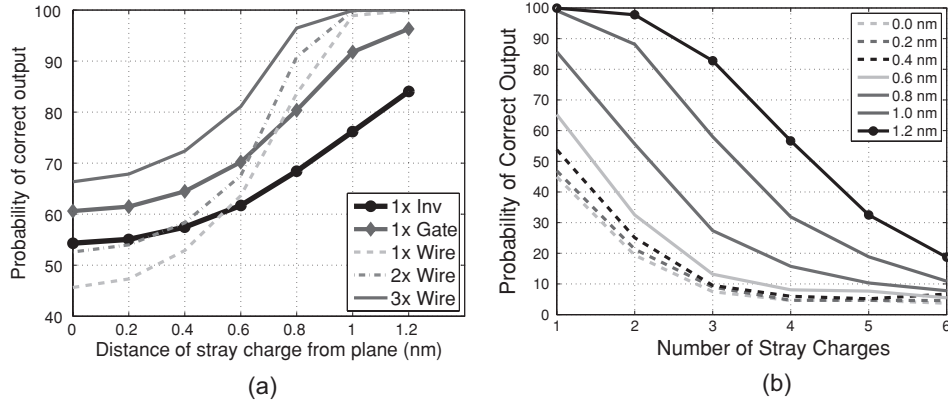 100
90
80
70
60
50
40
Probability of correct output
0
0.2
0.4
0.6
0.8
1
1.2
Distance of stray charge from plane (nm)
1x Inv
1x Gate
1x Wire
2x Wire
3x Wire
(a)
100
90
80
70
60
50
40
30
20
10
0
Probability of Correct Output
1
2
3
4
5
6
Number of Stray Charges
0.0 nm
0.2 nm
0.4 nm
0.6 nm
0.8 nm
1.0 nm
1.2 nm
(b)